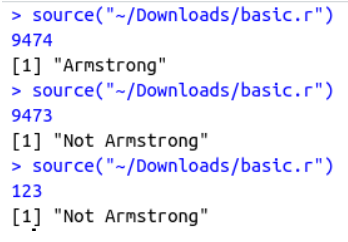 > source("~/Downloads/basic.r")
9474
[1] "Armstrong"
> source("~/Downloads/basic.r")
9473
[1] "Not Armstrong"
> source("~/Downloads/basic.r")
123
[1] "Not Armstrong"